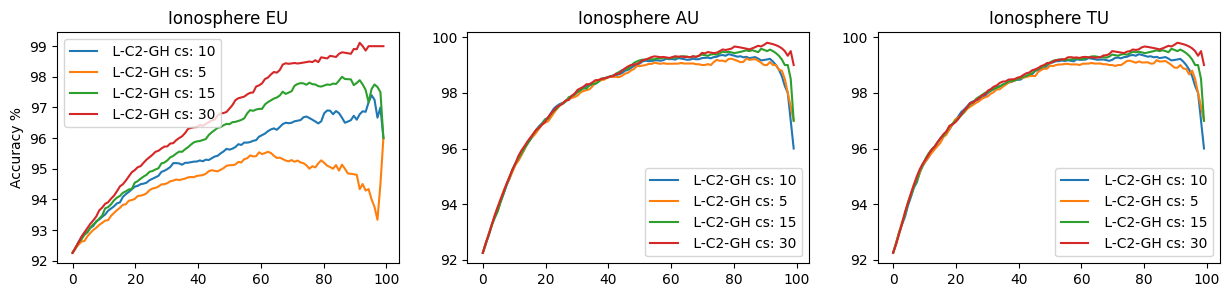 Ionosphere EU
Accuracy %
99
98
97
96
95
94
93
92
0
20
40
60
80
100
L-C2-GH cs: 10
L-C2-GH cs: 5
L-C2-GH cs: 15
L-C2-GH cs: 30
Ionosphere AU
100
98
96
94
92
0
20
40
60
80
100
L-C2-GH cs: 10
L-C2-GH cs: 5
L-C2-GH cs: 15
L-C2-GH cs: 30
Ionosphere TU
100
98
96
94
92
0
20
40
60
80
100
L-C2-GH cs: 10
L-C2-GH cs: 5
L-C2-GH cs: 15
L-C2-GH cs: 30